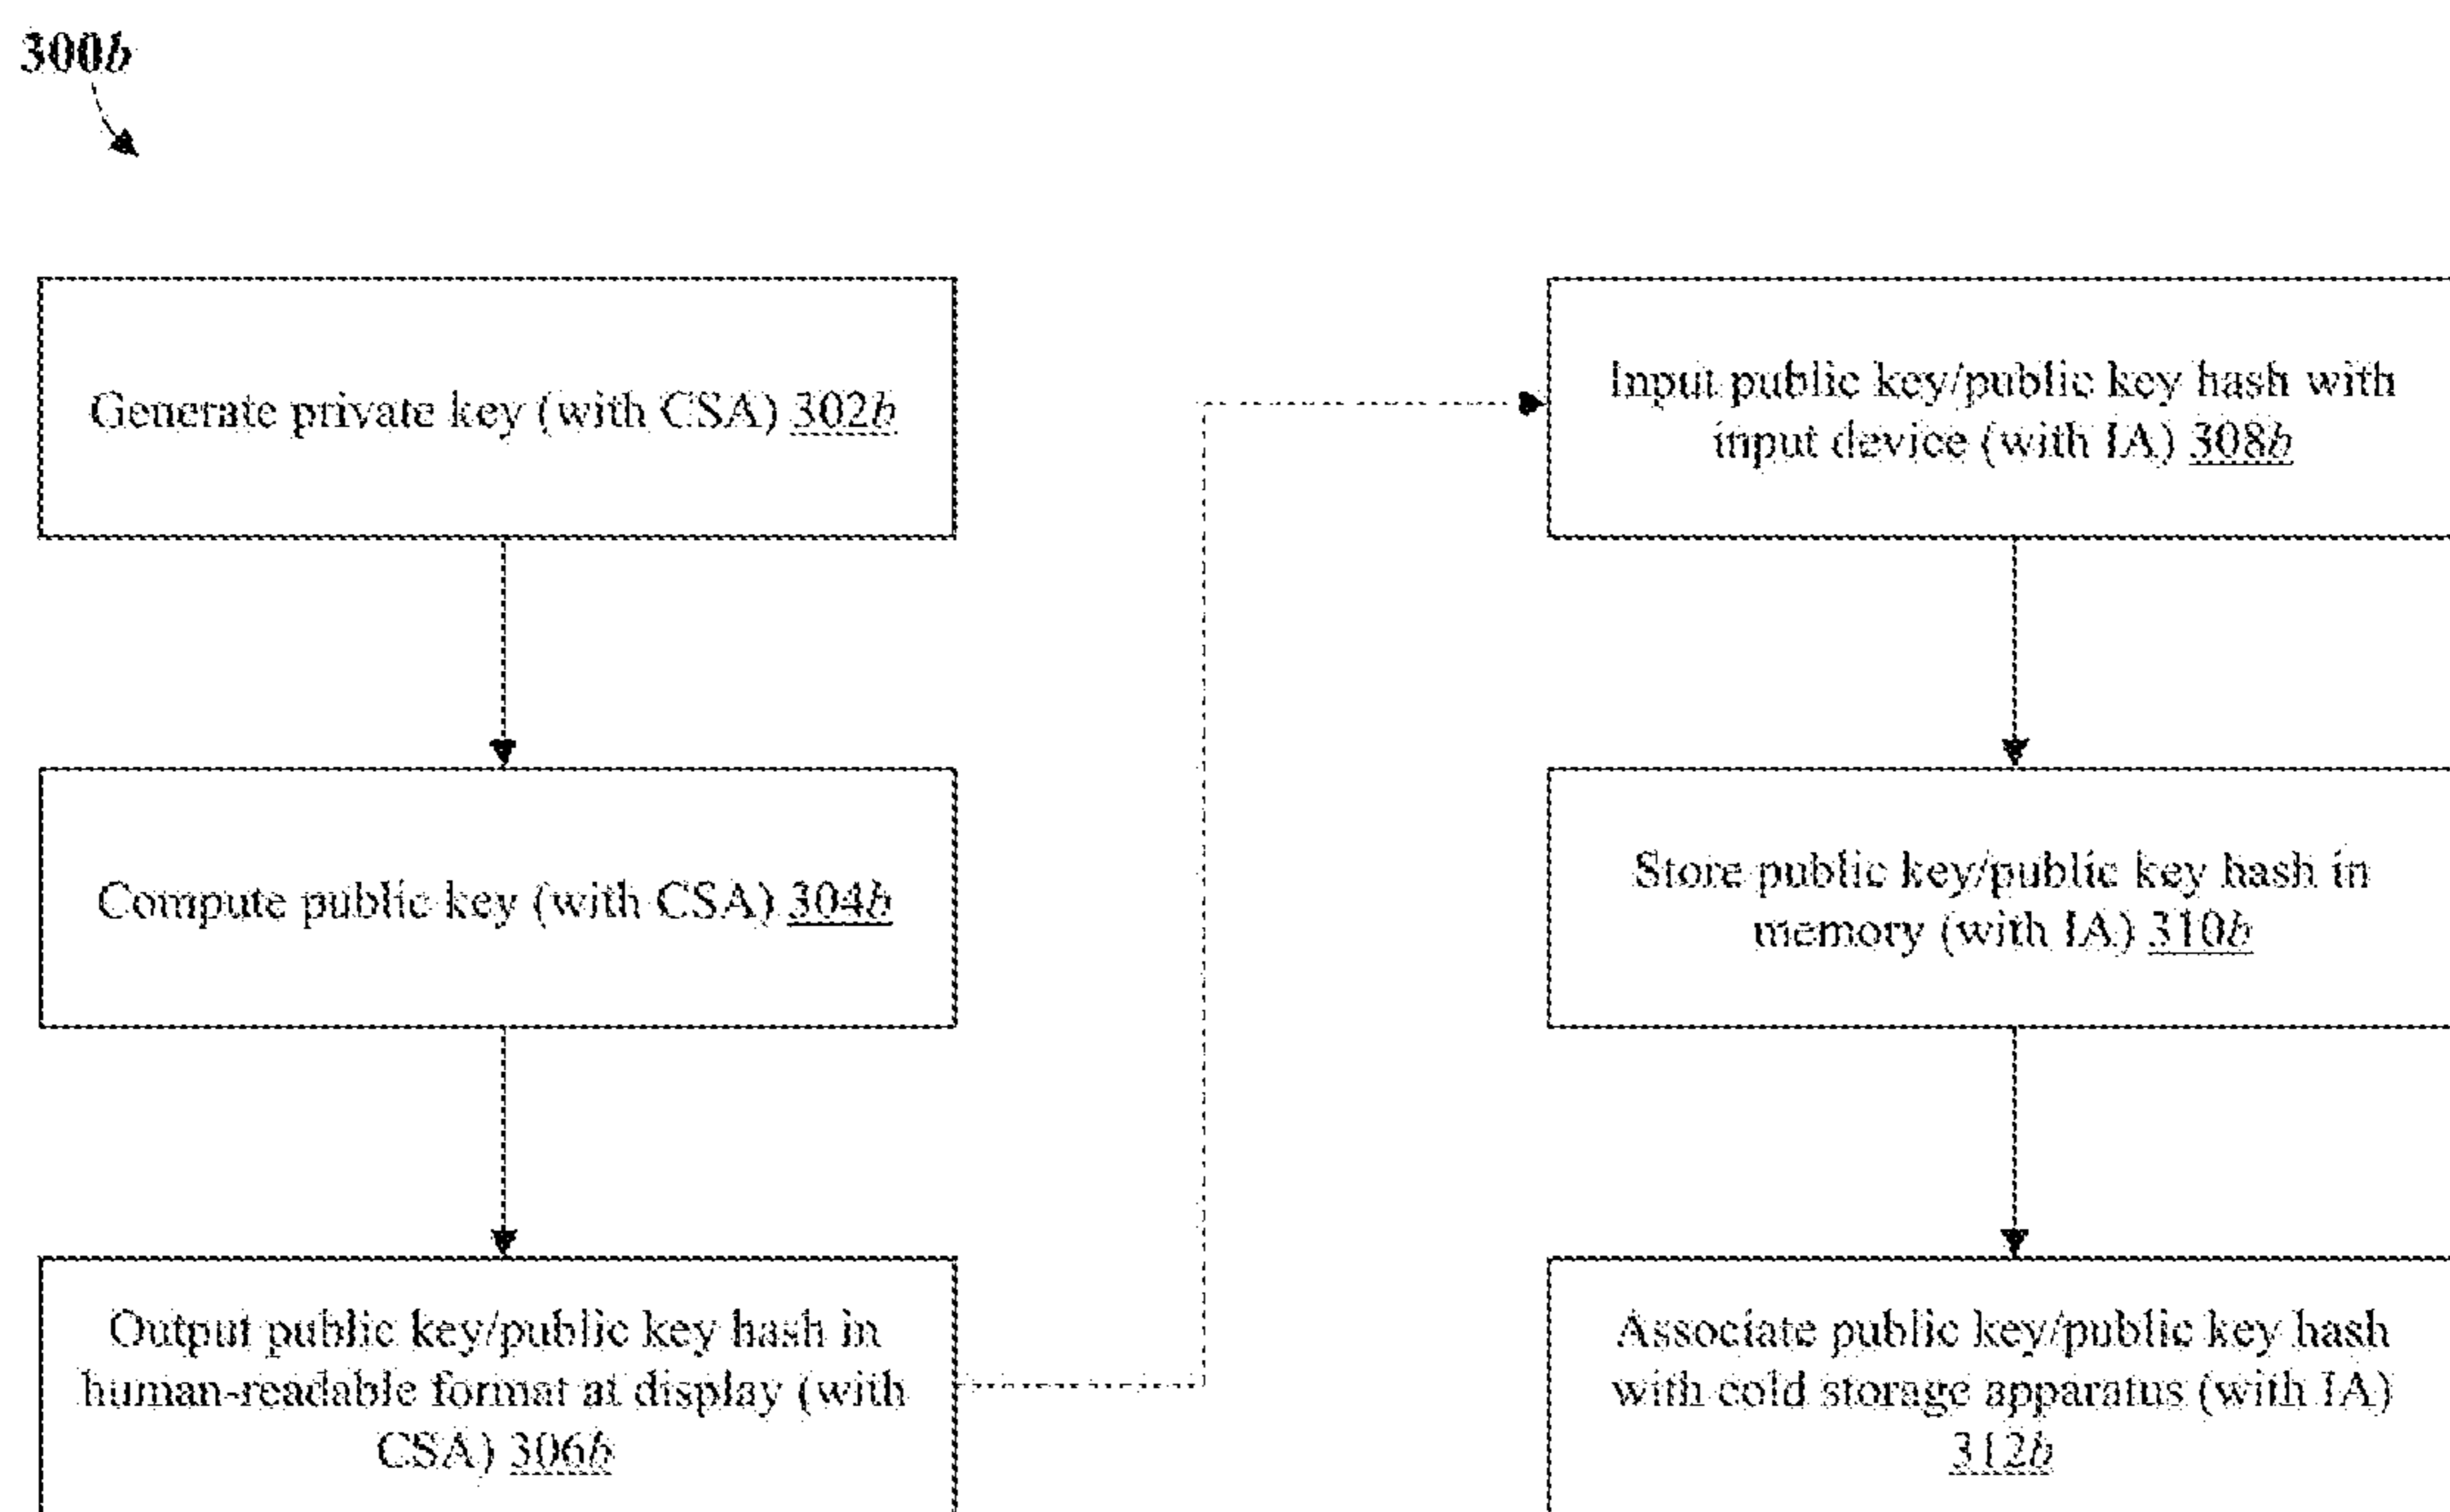 300b
Generate private key (with CSA) 302b
Compute public key (with CSA) 304b
Output public key/public key hash in
human-readable format at display (with
CSA) 306b
Input public key/public key hash with
input device (with IA) 308b
Store public key/public key hash in
memory (with IA) 310b
Associate public key/public key hash
with cold storage apparatus (with IA)
312b